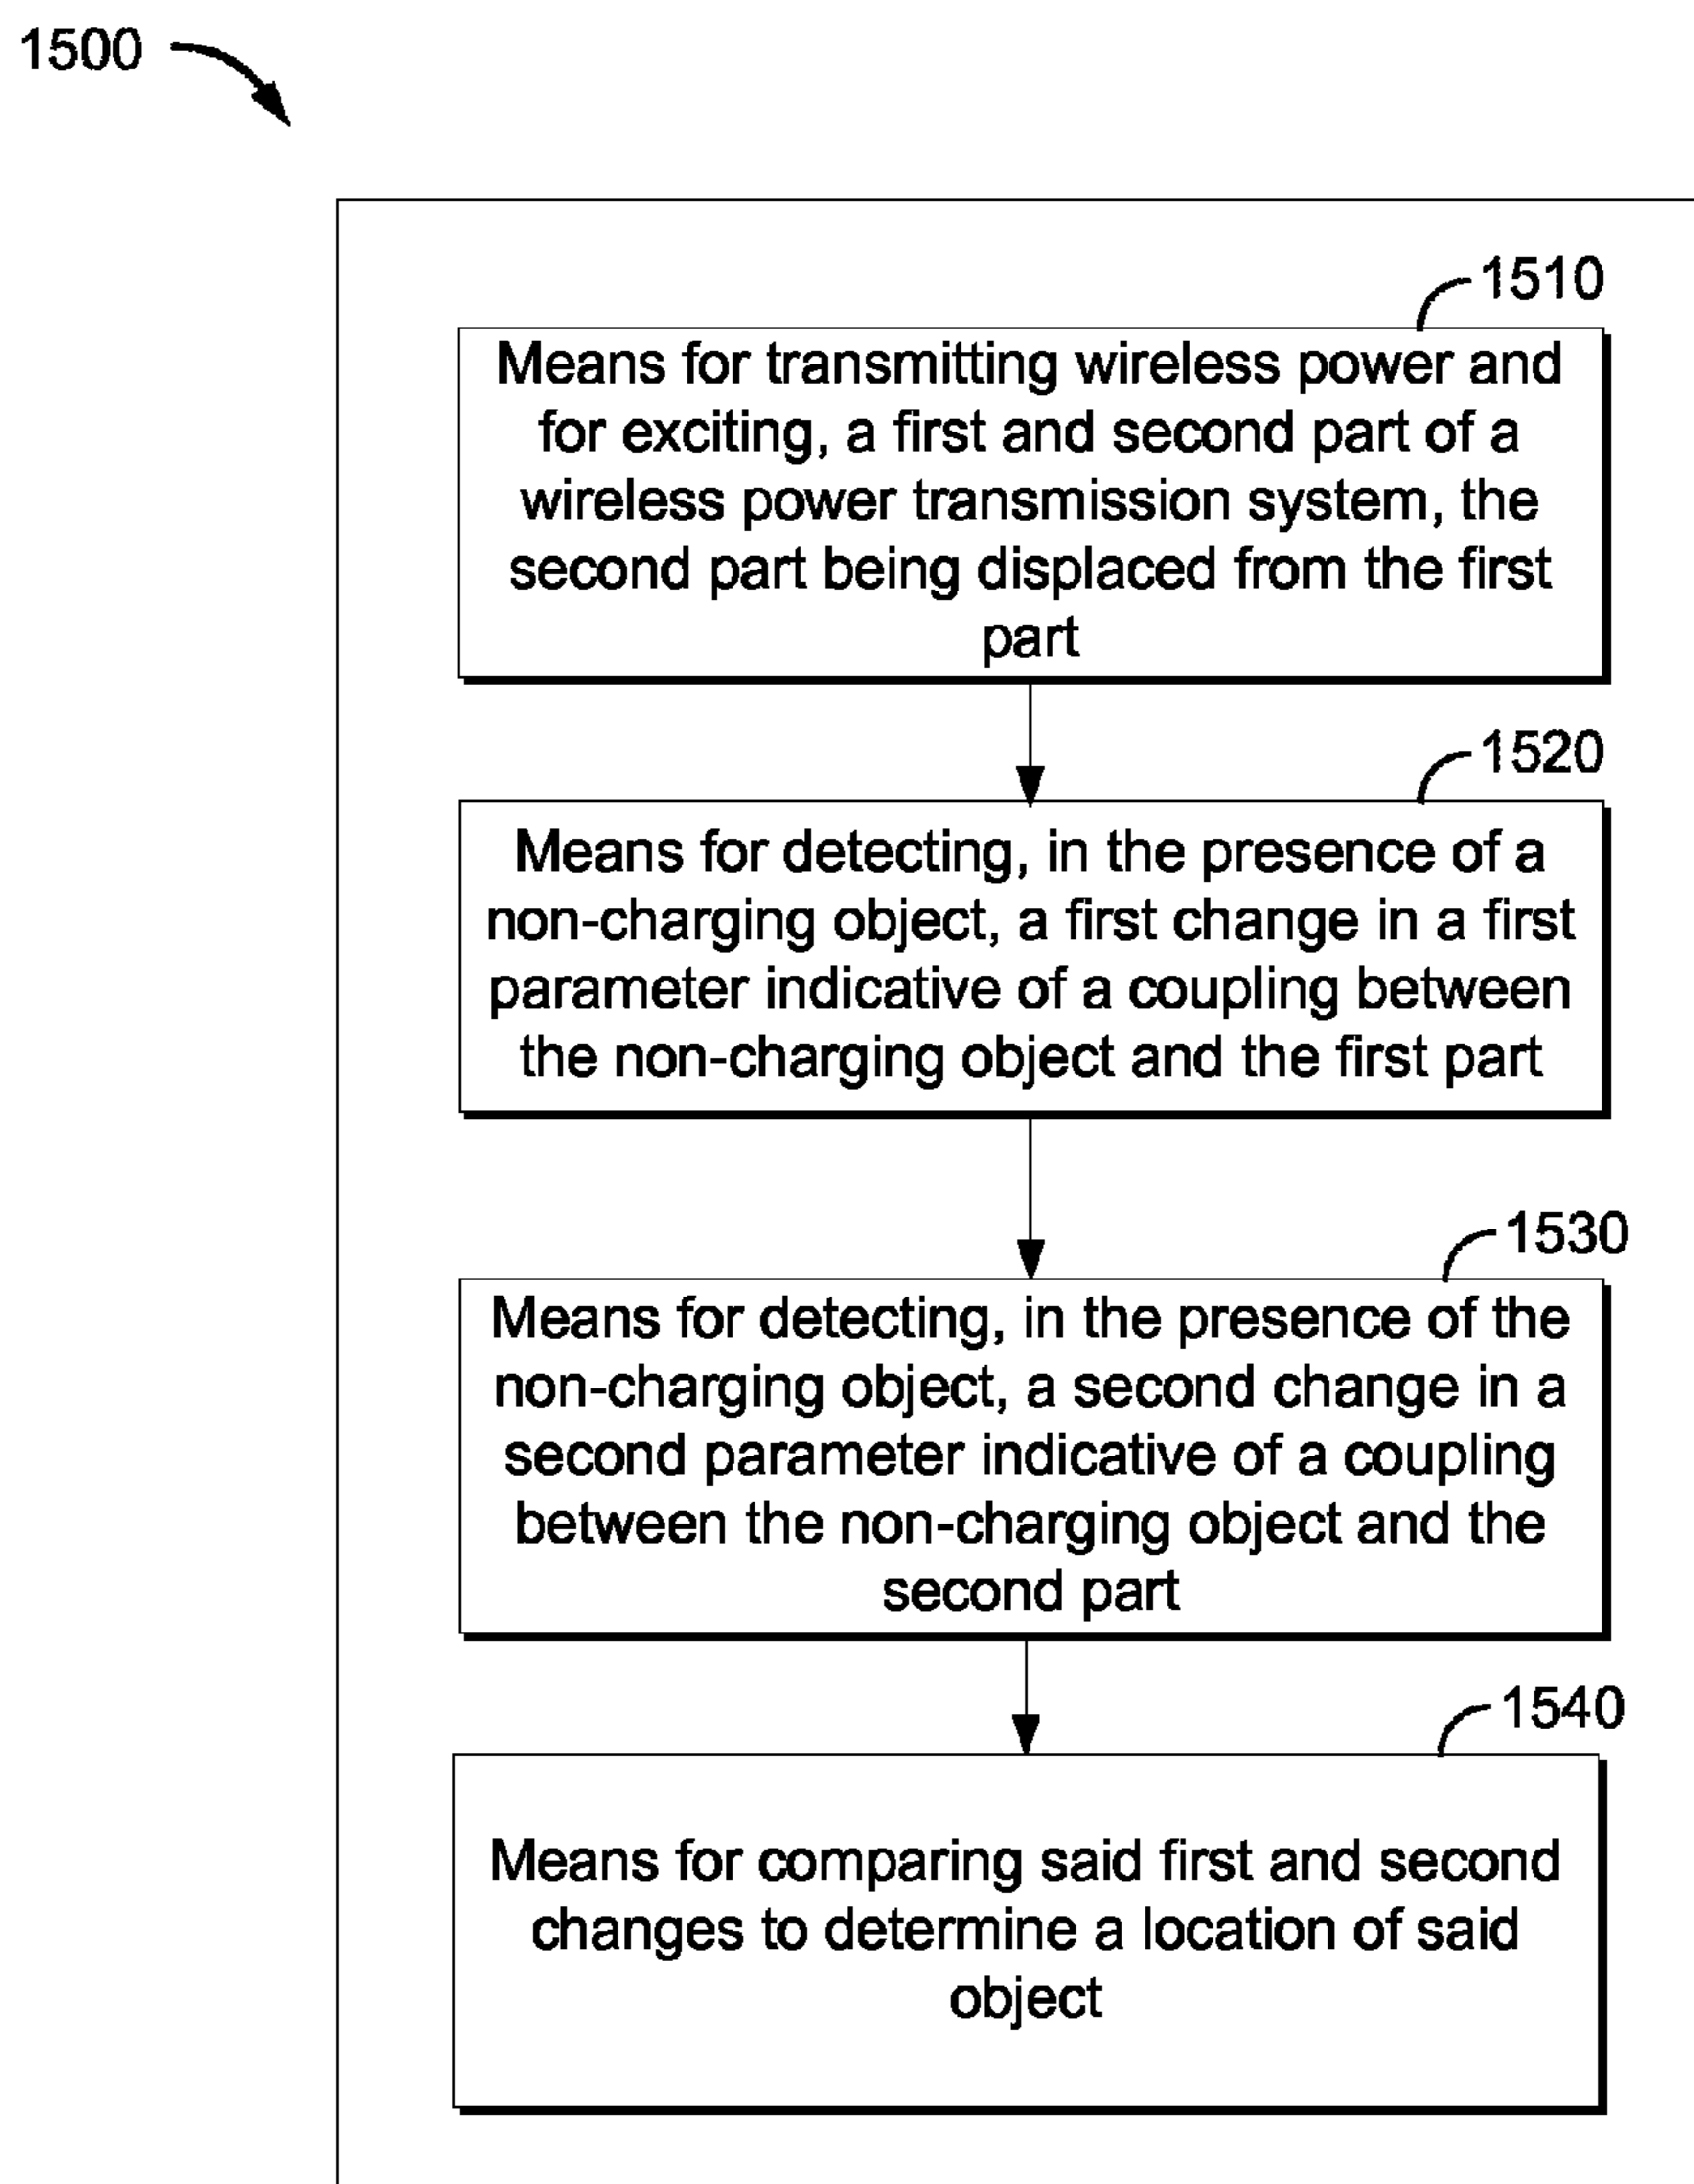 1500
1510
Means for transmitting wireless power and
for exciting, a first and second part of a
wireless power transmission system, the
second part being displaced from the first
part
1520
Means for detecting, in the presence of a
non-charging object, a first change in a first
parameter indicative of a coupling between
the non-charging object and the first part
1530
Means for detecting, in the presence of the
non-charging object, a second change in a
second parameter indicative of a coupling
between the non-charging object and the
second part
1540
Means for comparing said first and second
changes to determine a location of said
object